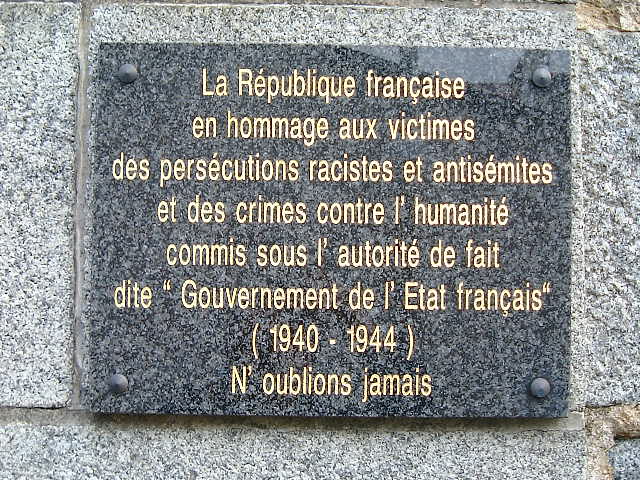 La République française
en hommage aux victimes
des persécutions racistes et antisémites
et des crimes contre l' humanité
commis sous l' autorité de fait
dite “ Gouvernement de l' Etat français“
( 1940 - 1944 )
N' oublions jamais